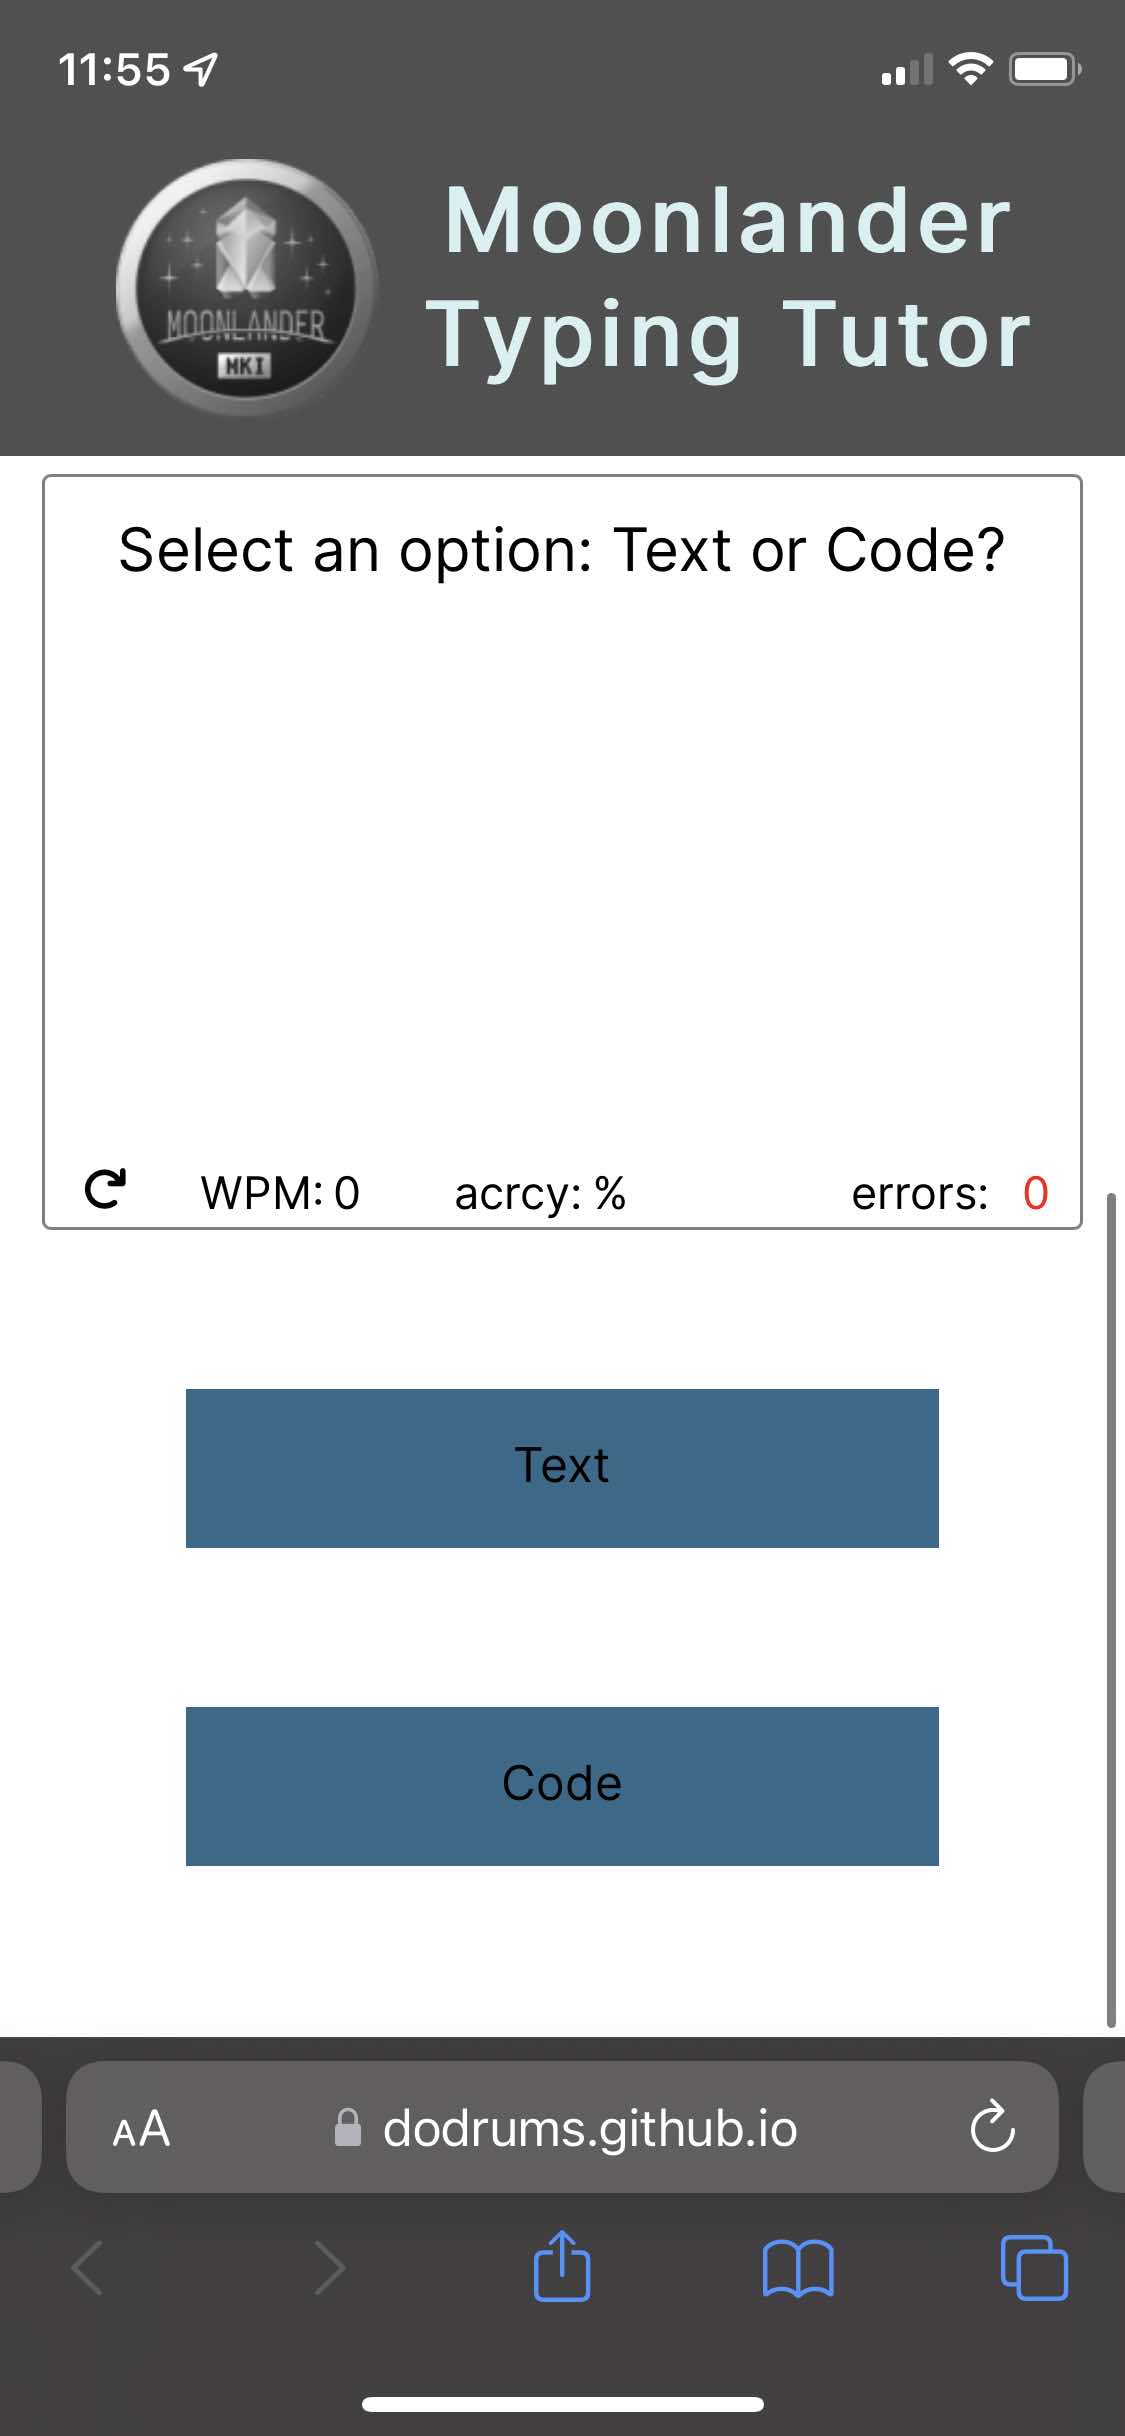 11:55
MOONLANDER
MKI
Moonlander
Typing Tutor
Select an option: Text or Code?
WPM: 0 acrcy: % errors: 0
Text
Code
AA dodrums.github.io